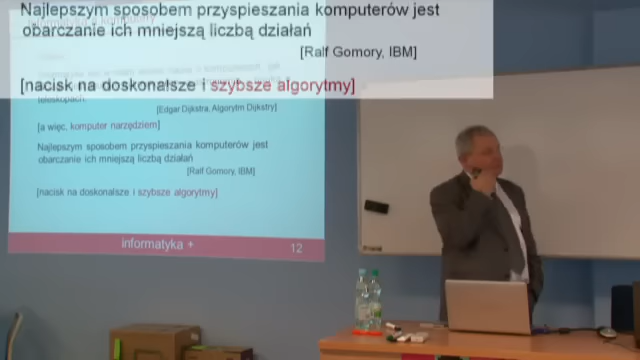 Najlepszym sposobem przyspieszania komputerów jest
obarczanie ich mniejszą liczbą działań
[Ralf Gomory, IBM]
[nacisk na doskonalsze i szybsze algorytmy]
teleskopach.
[Edgar Dijkstra, Algorytm Dijkstry]
[a więc, komputer narzędziem]
Najlepszym sposobem przyspieszania komputerów jest
obarczanie ich mniejszą liczbą działań
[Ralf Gomory, IBM]
[nacisk na doskonalsze i szybsze algorytmy]
informatyka +
12